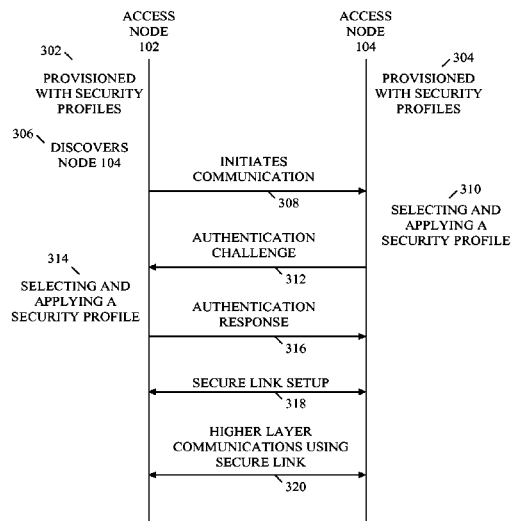 ACCESS
NODE
102
ACCESS
NODE
104
302
PROVISIONED
WITH SECURITY
PROFILES
304
PROVISIONED
WITH SECURITY
PROFILES
306
DISCOVERS
NODE 104
INITIATES
COMMUNICATION
308
310
SELECTING AND
APPLYING A
SECURITY PROFILE
AUTHENTICATION
CHALLENGE
312
314
SELECTING AND
APPLYING A
SECURITY PROFILE
AUTHENTICATION
RESPONSE
316
SECURE LINK SETUP
318
HIGHER LAYER
COMMUNICATIONS USING
SECURE LINK
320